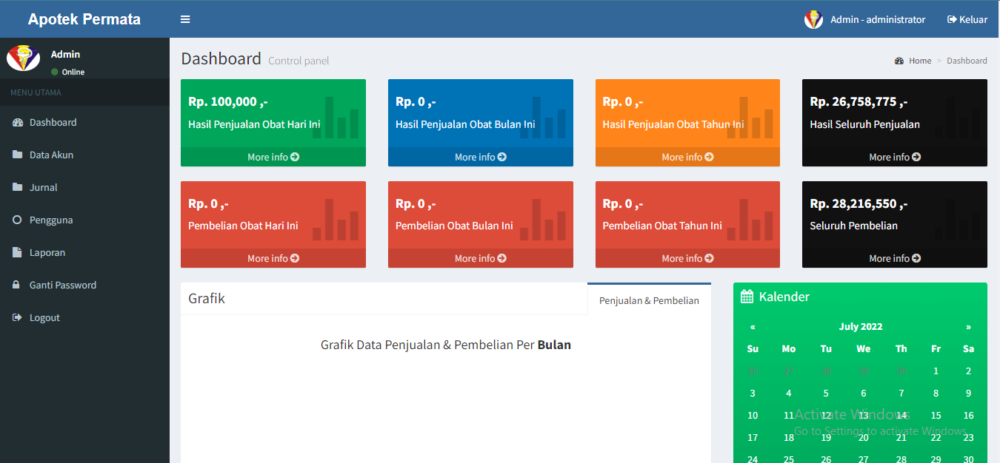 Apotek Permata
Admin - administrator
Keluar
Admin
Online
MENU UTAMA
Dashboard
Data Akun
Jurnal
Pengguna
Laporan
Ganti Password
Logout
Dashboard Control panel
Home > Dashboard
Rp. 100,000 ,-
Hasil Penjualan Obat Hari Ini
More info
Rp. 0 ,-
Hasil Penjualan Obat Bulan Ini
More info
Rp. 0 ,-
Hasil Penjualan Obat Tahun Ini
More info
Rp. 26,758,775 ,-
Hasil Seluruh Penjualan
More info
Rp. 0 ,-
Pembelian Obat Hari Ini
More info
Rp. 0 ,-
Pembelian Obat Bulan Ini
More info
Rp. 0 ,-
Pembelian Obat Tahun Ini
More info
Rp. 28,216,550 ,-
Seluruh Pembelian
More info
Grafik
Penjualan & Pembelian
Grafik Data Penjualan & Pembelian Per Bulan
Kalender
« July 2022 »
Su Mo Tu We Th Fr Sa
26 27 28 29 30 1 2
3 4 5 6 7 8 9
10 11 12 13 14 15 16
17 18 19 20 21 22 23
24 25 26 27 28 29 30
Activate Windows
Go to Settings to activate Windows.